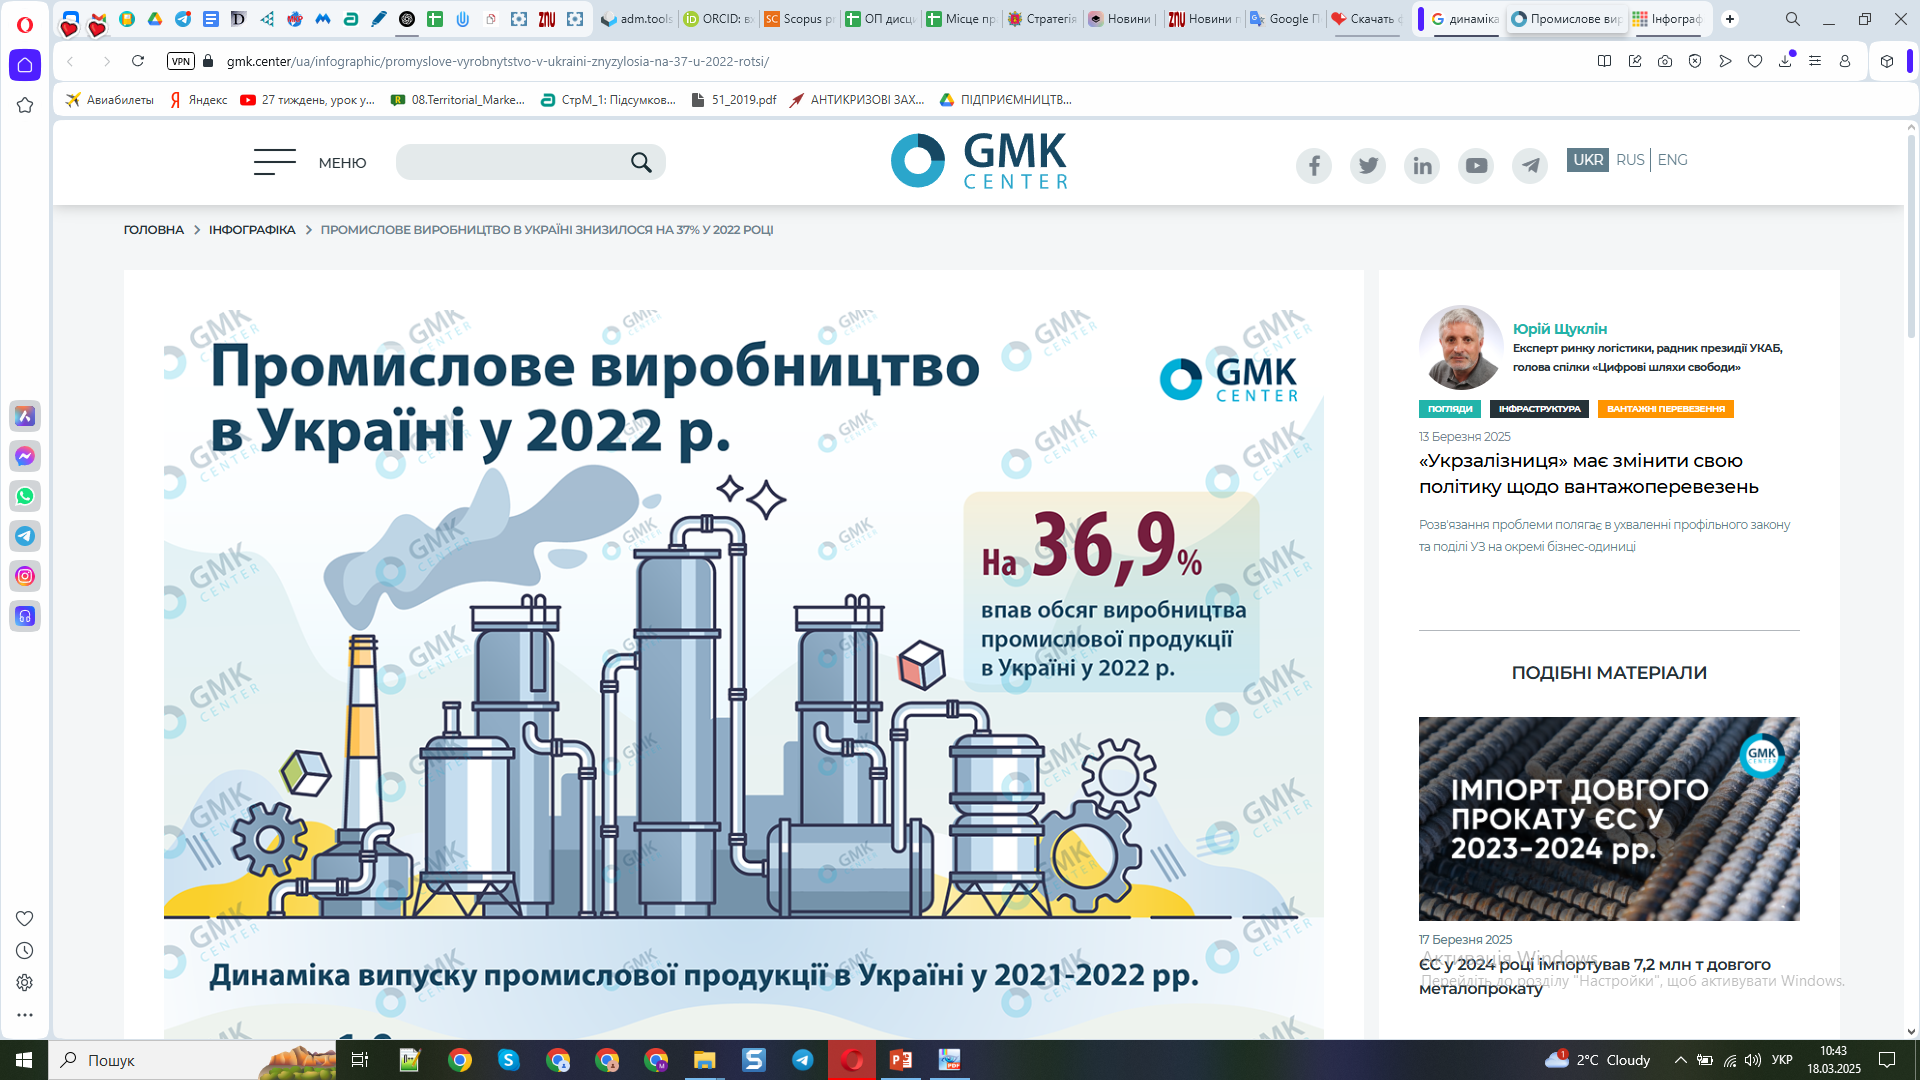 adm.tools
ORCID: вх
Scopus pr
ОП дисц
Місце пр
Стратегія
Новини |
Новини г
Google П
Скачать ф
динаміка
Промислове вир
Інфограф
VPN
gmk.center/ua/infographic/promyslove-vyrobnytstvo-v-ukraini-znyzylosia-na-37-u-2022-rotsi/
Авиабилеты
Яндекс
27 тиждень, урок у...
08.Territorial_Marke...
СтрМ_1: Підсумков...
51_2019.pdf
АНТИКРИЗОВІ ЗАХ...
ПІДПРИЄМНИЦТВ...
МЕНЮ
GMK
CENTER
UKR RUS ENG
ГОЛОВНА > ІНФОГРАФІКА > ПРОМИСЛОВЕ ВИРОБНИЦТВО В УКРАЇНІ ЗНИЗИЛОСЯ НА 37% У 2022 РОЦІ
Промислове виробництво
в Україні у 2022 р.
GMK
CENTER
На 36,9%
впав обсяг виробництва
промислової продукції
в Україні у 2022 р.
Динаміка випуску промислової продукції в Україні у 2021-2022 рр.
Юрій Щуклін
Експерт ринку логістики, радник президії УКАБ,
голова спілки «Цифрові шляхи свободи»
ПОГЛЯДИ
ІНФРАСТРУКТУРА
ВАНТАЖНІ ПЕРЕВЕЗЕННЯ
13 Березня 2025
«Укрзалізниця» має змінити свою
політику щодо вантажоперевезень
Розв'язання проблеми полягає в ухваленні профільного закону
та поділі УЗ на окремі бізнес-одиниці
ПОДІБНІ МАТЕРІАЛИ
GMK
CENTER
ІМПОРТ ДОВГОГО
ПРОКАТУ ЄС У
2023-2024 рр.
17 Березня 2025
ЄС у 2024 році імпортував 7,2 млн т довгого
металопрокату
Активація Windows
Перейдіть до розділу "Настройки", щоб активувати Windows.
Пошук
2°C Cloudy
УКР
10:43
18.03.2025